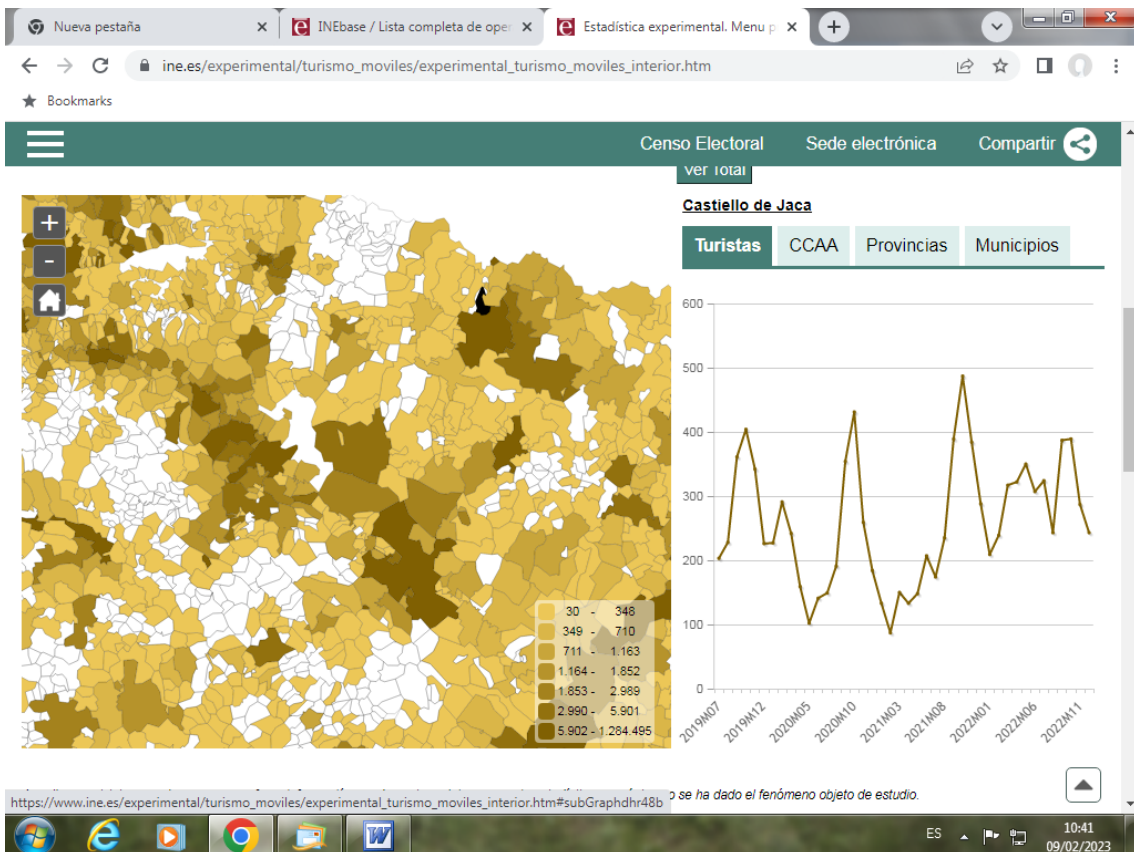 Nueva pestaña
INEbase / Lista completa de oper
Estadística experimental. Menu p
ine.es/experimental/turismo_moviles/experimental_turismo_moviles_interior.htm
Bookmarks
Censo Electoral Sede electrónica Compartir
Ver Total
Castiello de Jaca
Turistas CCAA Provincias Municipios
+
-
600
500
400
300
200
100
0
2019M07 2019M12 2020M05 2020M10 2021M03 2021M08 2022M01 2022M06 2022M11
30 - 348
349 - 710
711 - 1.163
1.164 - 1.852
1.853 - 2.989
2.990 - 5.901
5.902 - 1.284.495
o se ha dado el fenómeno objeto de estudio.
https://www.ine.es/experimental/turismo_moviles/experimental_turismo_moviles_interior.htm#subGraphdhr48b
ES
10:41
09/02/2023